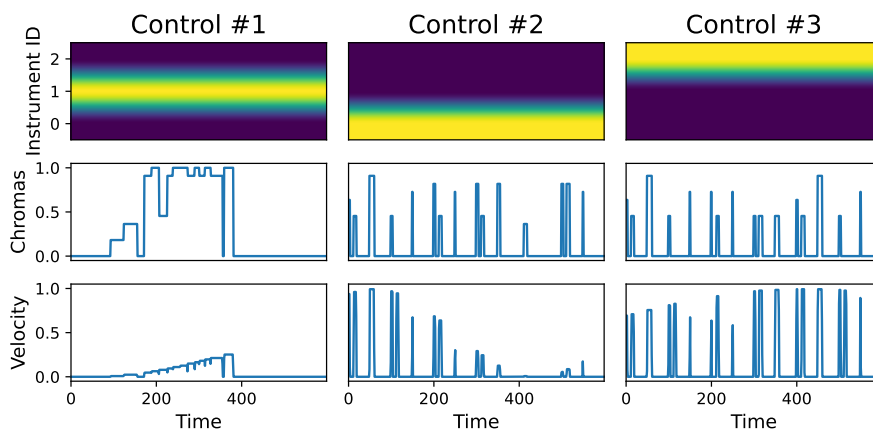 Control #1 Control #2 Control #3
Instrument ID
2
1
0
Chromas
1.0
0.5
0.0
Velocity
1.0
0.5
0.0
0 200 400 0 200 400 0 200 400
Time Time Time